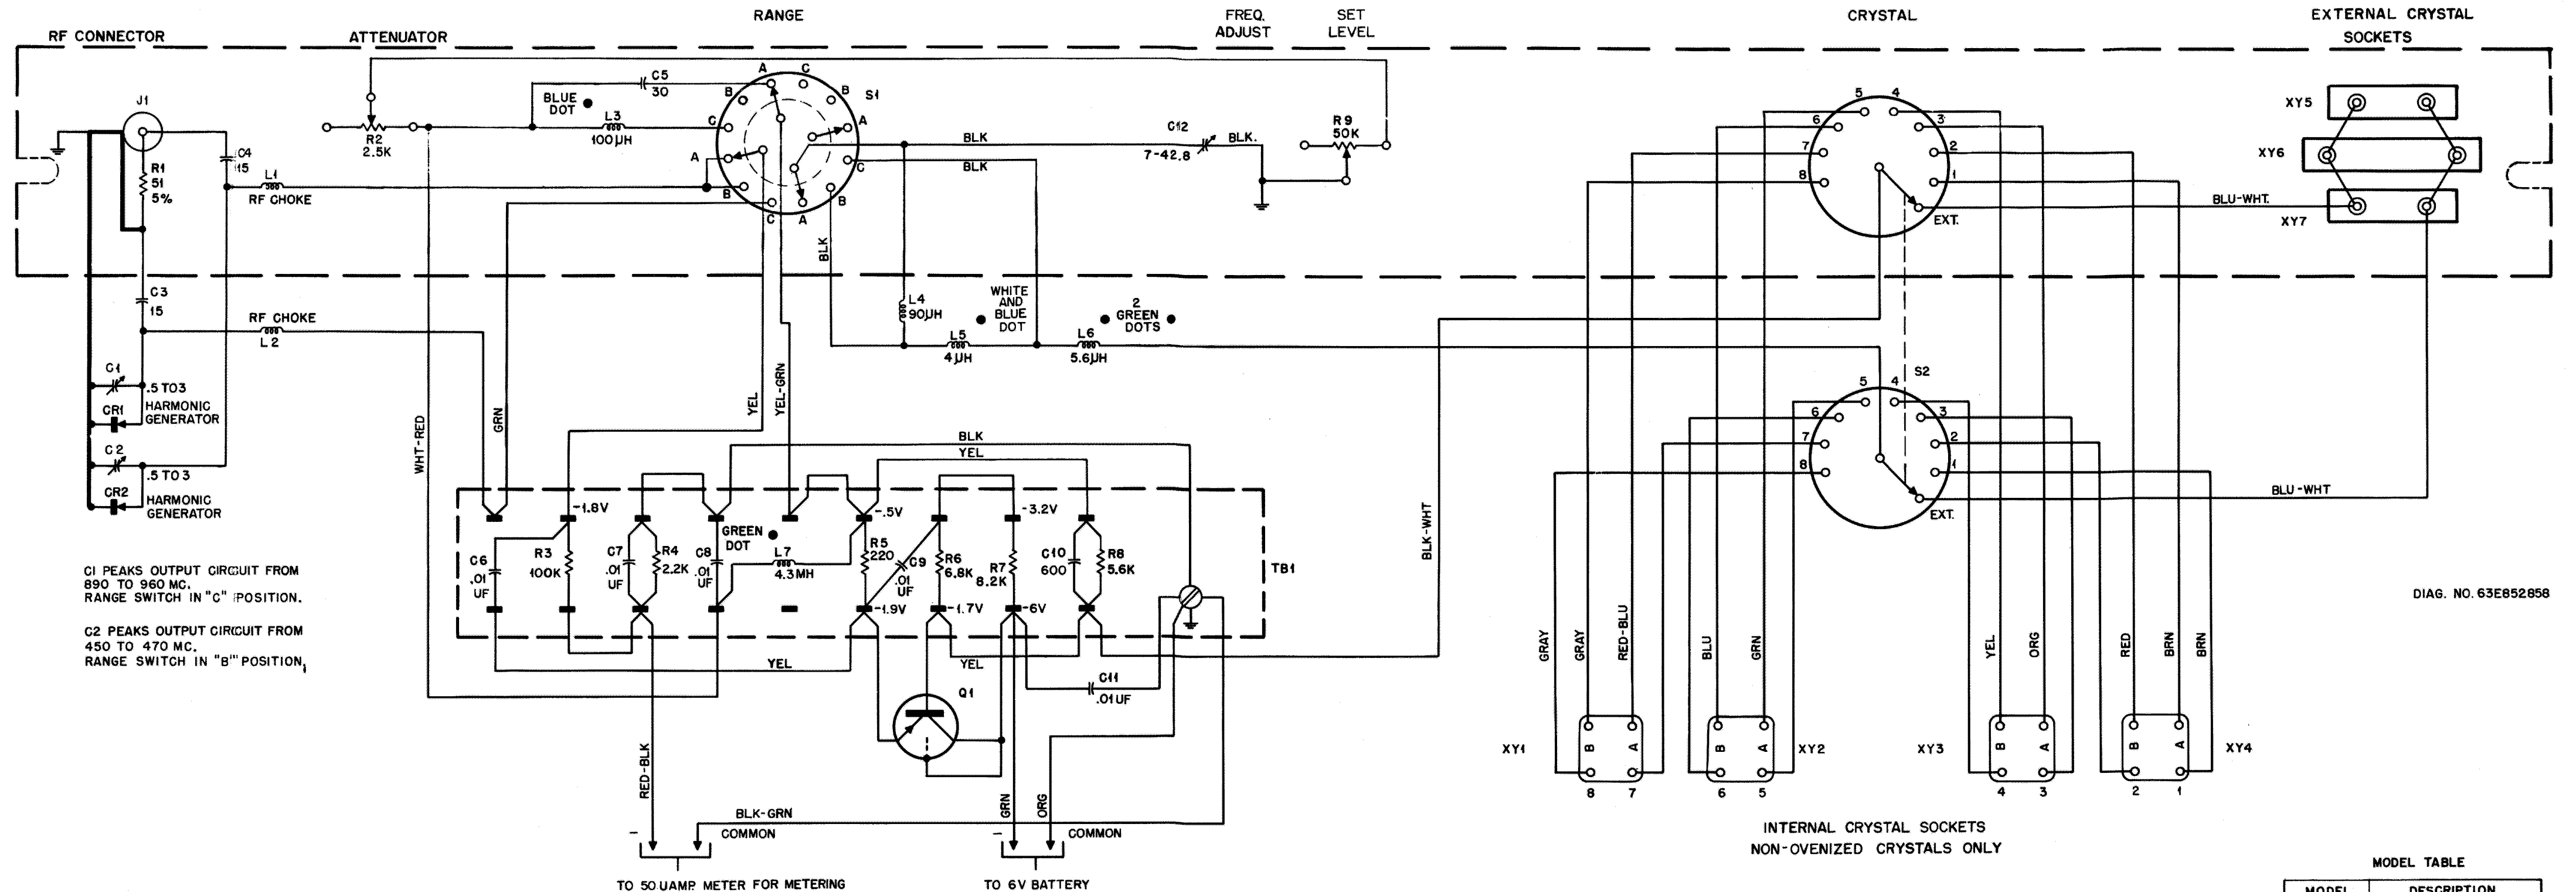 RANGE
FREQ. ADJUST
SET LEVEL
CRYSTAL
EXTERNAL CRYSTAL SOCKETS
RF CONNECTOR
ATTENUATOR
J1
R1
51
5%
C4
15
L1
RF CHOKE
R2
2.5K
BLUE DOT
C5
30
L3
100µH
A
C
B
B
S1
A
C
A
C
B
B
C
A
BLK
BLK
BLK
C12
7-42.8
BLK.
R9
50K
5
4
6
3
7
2
8
1
EXT.
BLU-WHT.
XY5
XY6
XY7
C3
15
RF CHOKE
L2
C1
.5 TO 3
CR1
HARMONIC GENERATOR
C2
.5 TO 3
CR2
HARMONIC GENERATOR
L4
90µH
WHITE AND BLUE DOT
L5
4µH
2 GREEN DOTS
L6
5.6µH
S2
5
4
6
3
7
2
8
1
EXT.
BLU-WHT
WHT-RED
GRN
YEL
YEL-GRN
BLK
YEL
BLK-WHT
-1.8V
-.5V
-3.2V
C6
.01
UF
R3
100K
C7
.01
UF
R4
2.2K
C8
.01
UF
GREEN DOT
L7
4.3MH
R5
220
C9
.01
UF
R6
6.8K
R7
8.2K
C10
600
R8
5.6K
TB1
-1.9V
-1.7V
-6V
YEL
YEL
Q1
C11
.01UF
RED-BLK
GRN
ORG
BLK-GRN
−
COMMON
−
COMMON
TO 50 UAMP. METER FOR METERING
TO 6V BATTERY
C1 PEAKS OUTPUT CIRCUIT FROM
890 TO 960 MC.
RANGE SWITCH IN "C" POSITION.
C2 PEAKS OUTPUT CIRCUIT FROM
450 TO 470 MC.
RANGE SWITCH IN "B" POSITION,
DIAG. NO. 63E852858
GRAY
GRAY
RED-BLU
BLU
GRN
YEL
ORG
RED
BRN
BRN
XY1
B
A
8
7
B
A
XY2
6
5
XY3
B
A
4
3
B
A
XY4
2
1
INTERNAL CRYSTAL SOCKETS
NON-OVENIZED CRYSTALS ONLY
MODEL TABLE
MODEL
DESCRIPTION